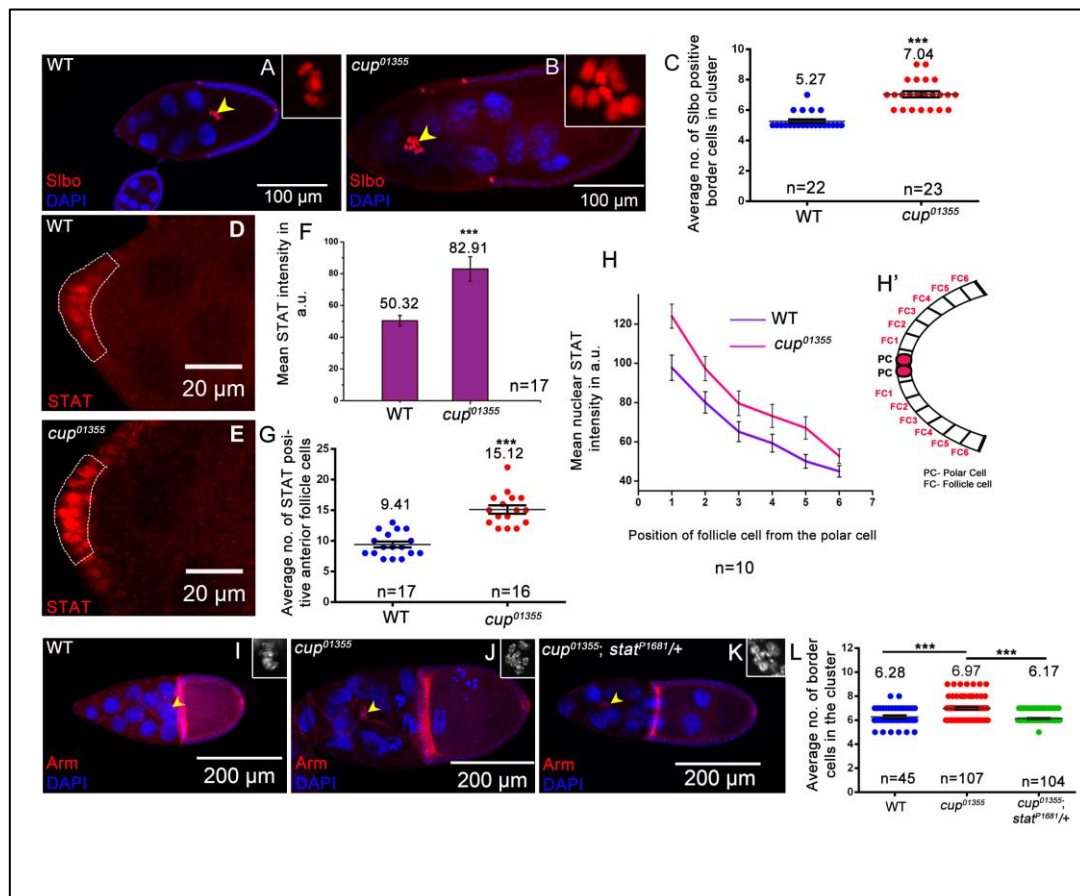 WT
A
Slbo
DAPI
100 µm
cup01355
B
Slbo
DAPI
100 µm
C
Average no. of Slbo positive
border cells in cluster
10
8
6
4
2
0
5.27
***
7.04
n=22
n=23
WT
cup01355
WT
D
STAT
20 µm
cup01355
E
STAT
20 µm
F
Mean STAT intensity in
a.u.
80
60
40
20
0
50.32
***
82.91
n=17
WT
cup01355
G
Average no. of STAT posi-
tive anterior follicle cells
25
20
15
10
5
0
9.41
***
15.12
n=17
n=16
WT
cup01355
H
Mean nuclear STAT
intensity in a.u.
120
100
80
60
40
WT
cup01355
0 1 2 3 4 5 6 7
Position of follicle cell from the polar cell
n=10
H'
FC6
FC5
FC4
FC3
FC2
FC1
PC
PC
FC1
FC2
FC3
FC4
FC5
FC6
PC- Polar Cell
FC- Follicle cell
WT
I
Arm
DAPI
200 µm
cup01355
J
Arm
DAPI
200 µm
cup01355; statP1681/+
K
Arm
DAPI
200 µm
L
Average no. of border
cells in the cluster
12
10
8
6
4
2
0
***
***
6.28
6.97
6.17
n=45
n=107
n=104
WT
cup01355
cup01355;
statP1681/+